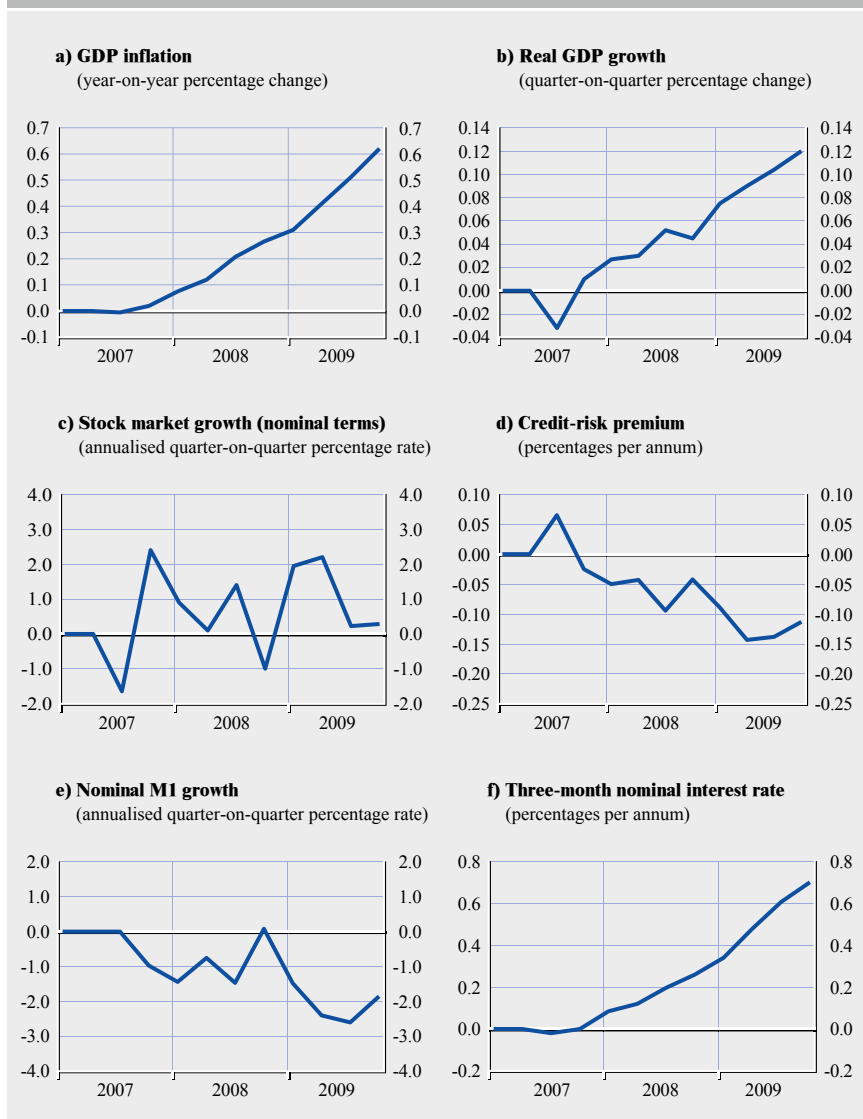 a) GDP inflation
(year-on-year percentage change)
0.7 0.7
0.6 0.6
0.5 0.5
0.4 0.4
0.3 0.3
0.2 0.2
0.1 0.1
0.0 0.0
-0.1 -0.1
2007 2008 2009
b) Real GDP growth
(quarter-on-quarter percentage change)
0.14 0.14
0.12 0.12
0.10 0.10
0.08 0.08
0.06 0.06
0.04 0.04
0.02 0.02
0.00 0.00
-0.02 -0.02
-0.04 -0.04
2007 2008 2009
c) Stock market growth (nominal terms)
(annualised quarter-on-quarter percentage rate)
4.0 4.0
3.0 3.0
2.0 2.0
1.0 1.0
0.0 0.0
-1.0 -1.0
-2.0 -2.0
2007 2008 2009
d) Credit-risk premium
(percentages per annum)
0.10 0.10
0.05 0.05
0.00 0.00
-0.05 -0.05
-0.10 -0.10
-0.15 -0.15
-0.20 -0.20
-0.25 -0.25
2007 2008 2009
e) Nominal M1 growth
(annualised quarter-on-quarter percentage rate)
2.0 2.0
1.0 1.0
0.0 0.0
-1.0 -1.0
-2.0 -2.0
-3.0 -3.0
-4.0 -4.0
2007 2008 2009
f) Three-month nominal interest rate
(percentages per annum)
0.8 0.8
0.6 0.6
0.4 0.4
0.2 0.2
0.0 0.0
-0.2 -0.2
2007 2008 2009